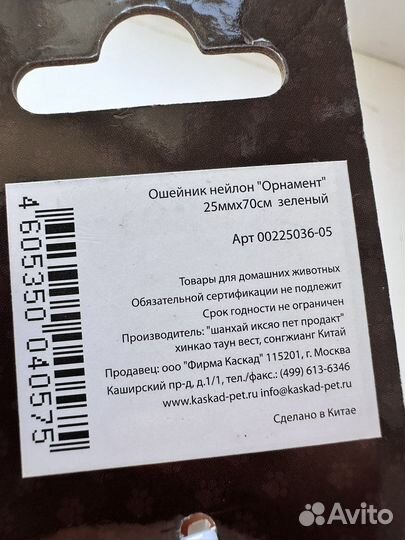 Ошейник нейлон "Орнамент"
25ммх70см зеленый
Арт 00225036-05
Товары для домашних животных
Обязательной сертификации не подлежит
Срок годности не ограничен
Производитель: "шанхай иксяо пет продакт"
хинкао таун вест, сонгжианг Китай
Продавец: ооо "Фирма Каскад" 115201, г. Москва
Каширский пр-д, д.1/1, тел./факс.: (499) 613-6346
www.kaskad-pet.ru info@kaskad-pet.ru
Сделано в Китае
4 605350 040575
Avito